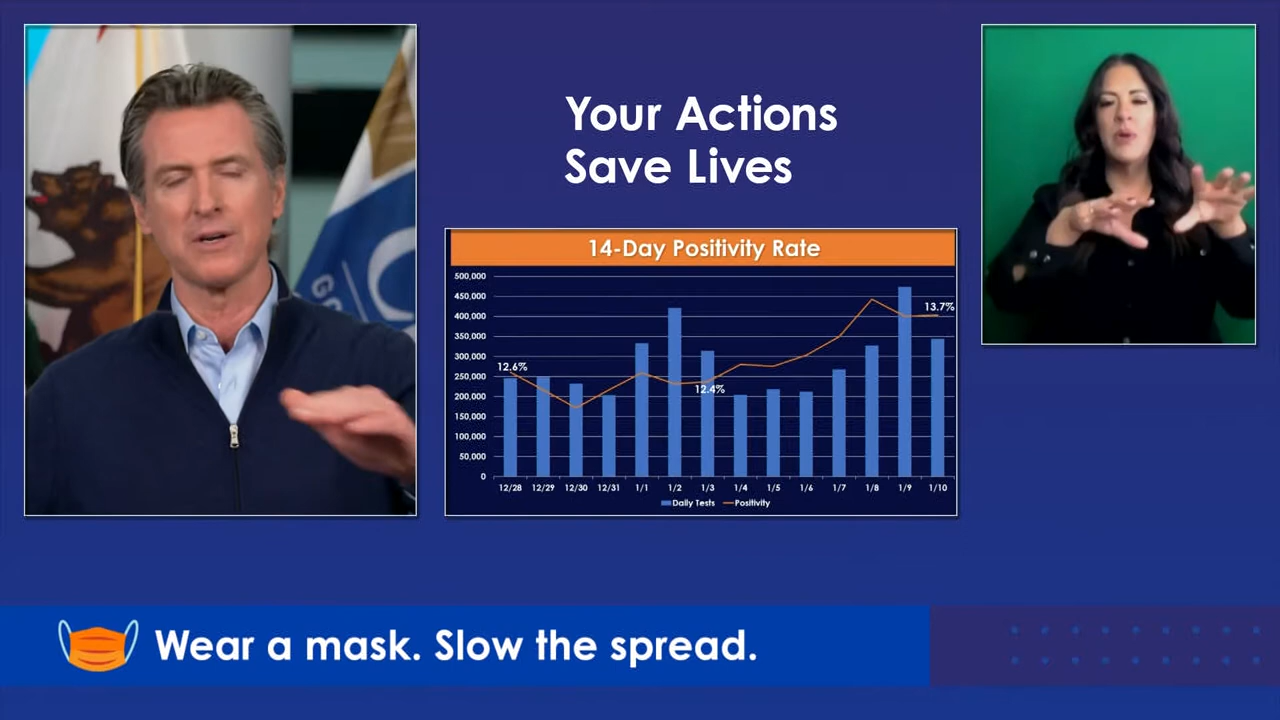 Your Actions
Save Lives
14-Day Positivity Rate
500,000
450,000
400,000
350,000
300,000
250,000
200,000
150,000
100,000
50,000
0
12.6%
12.4%
13.7%
12/28 12/29 12/30 12/31 1/1 1/2 1/3 1/4 1/5 1/6 1/7 1/8 1/9 1/10
Daily Tests Positivity
Wear a mask. Slow the spread.